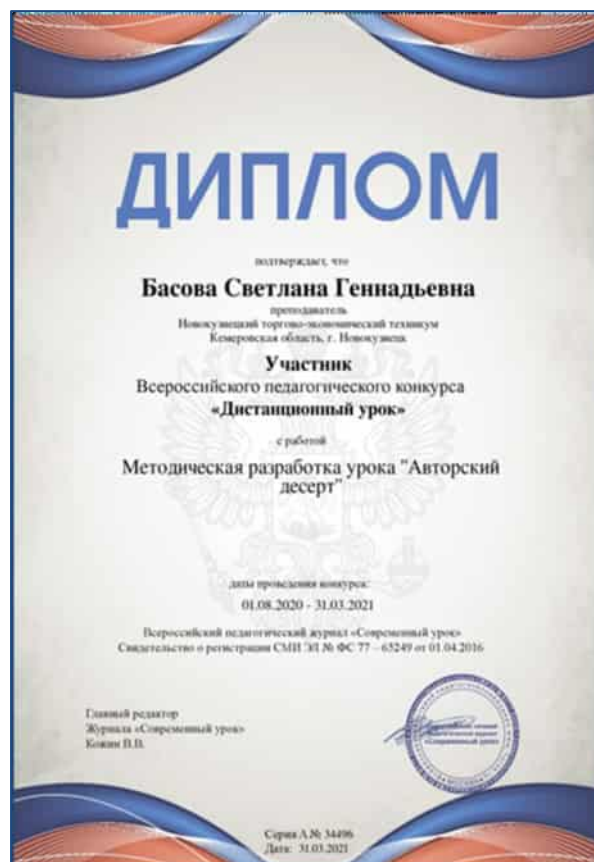 ДИПЛОМ
подтверждает, что
Басова Светлана Геннадьевна
преподаватель
Новокузнецкий торгово-экономический техникум
Кемеровская область, г. Новокузнецк
Участник
Всероссийского педагогического конкурса
«Дистанционный урок»
с работой
Методическая разработка урока "Авторский
десерт"
даты проведения конкурса:
01.08.2020 - 31.03.2021
Всероссийский педагогический журнал «Современный урок»
Свидетельство о регистрации СМИ ЭЛ № ФС 77 – 65249 от 01.04.2016
Главный редактор
Журнала «Современный урок»
Кожин В.В.
«Современный урок»
Серия А № 34496
Дата: 31.03.2021